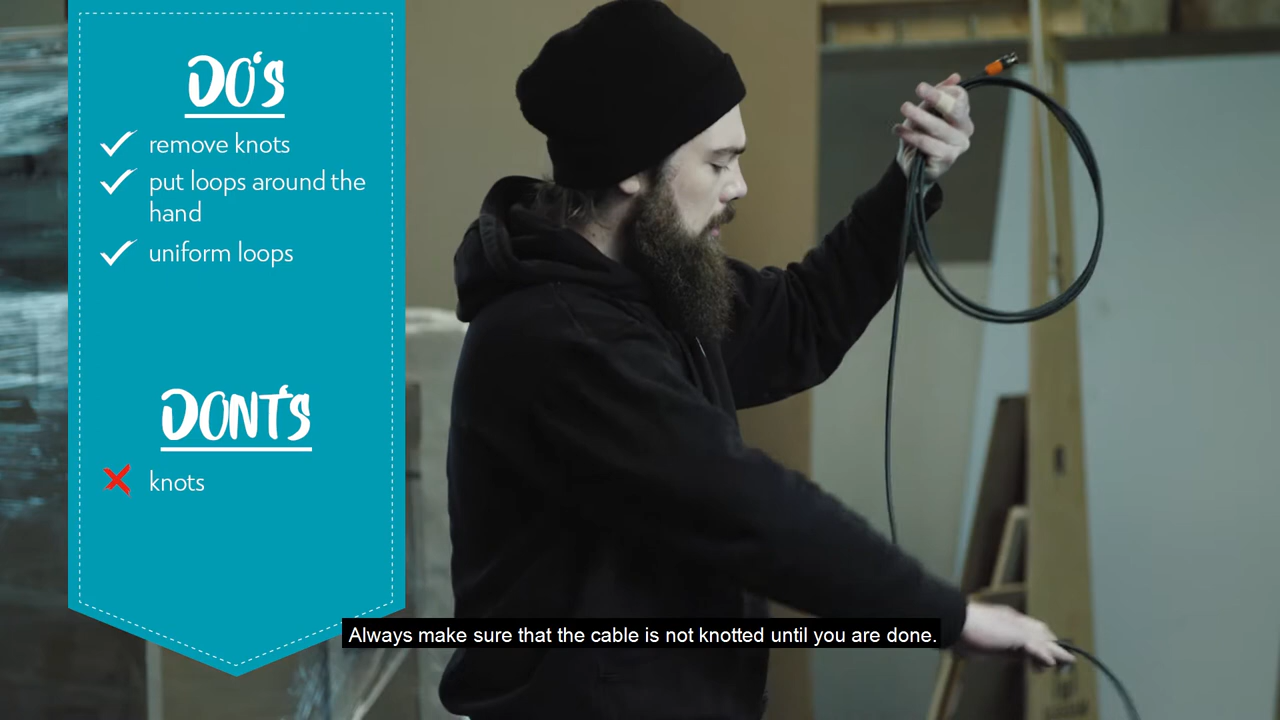 DO'S
remove knots
put loops around the
hand
uniform loops
DONT'S
knots
Always make sure that the cable is not knotted until you are done.